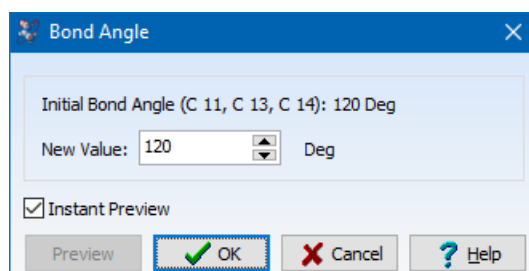 Bond Angle
Initial Bond Angle (C 11, C 13, C 14): 120 Deg
New Value: 120 Deg
Instant Preview
Preview OK Cancel Help